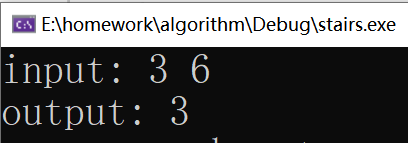 E:\homework\algorithm\Debug\stairs.exe
input: 3 6
output: 3